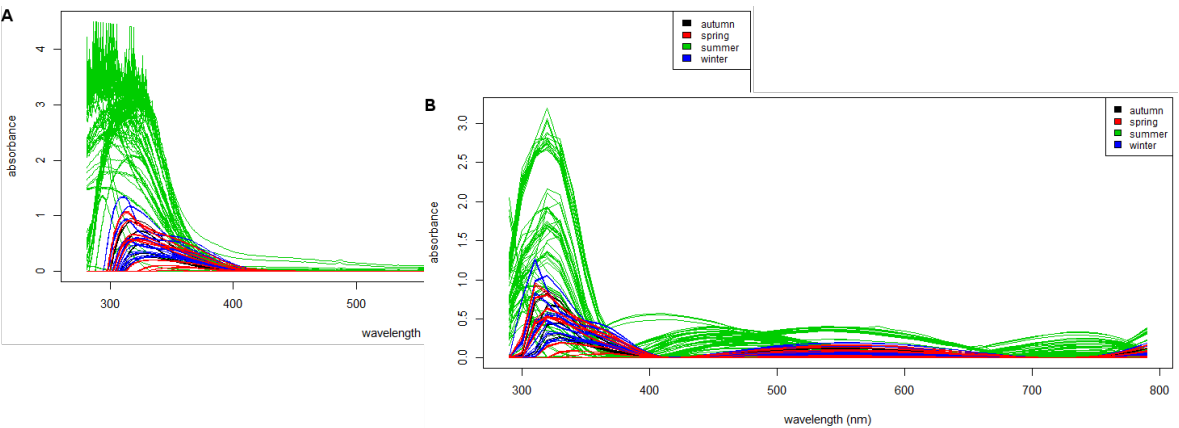 A
autumn
spring
summer
winter
4
3
2
1
0
absorbance
300
400
500
wavelength
B
autumn
spring
summer
winter
3.0
2.5
2.0
1.5
1.0
0.5
0.0
absorbance
300
400
500
600
700
800
wavelength (nm)